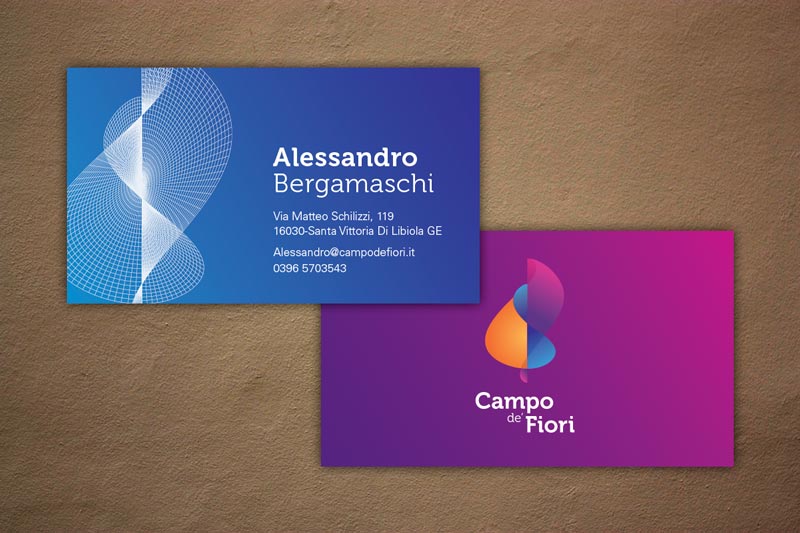 Alessandro
Bergamaschi
Via Matteo Schilizzi, 119
16030-Santa Vittoria Di Libiola GE
Alessandro@campodefiori.it
0396 5703543
Campo
de' Fiori